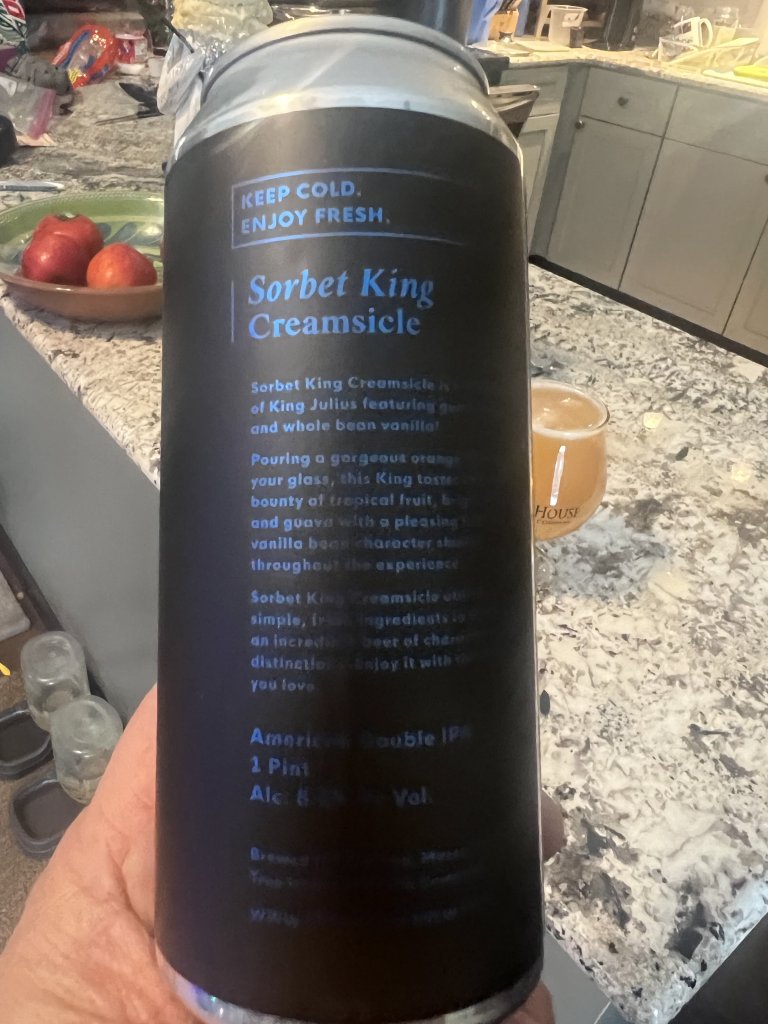 KEEP COLD.
ENJOY FRESH.
Sorbet King
Creamsicle
Sorbet King Creamsicle is
of King Julius featuring
and whole bean vanilla!
Pouring a gorgeous orange
your glass, this King
bounty of tropical fruit,
and guava with a pleasing
vanilla bean character
throughout the experience
Sorbet King Creamsicle
simple, ingredients
an beer of
Enjoy it with
you love
American Double IPA
1 Pint
Alc. Vol.
Brewed
HOUSE